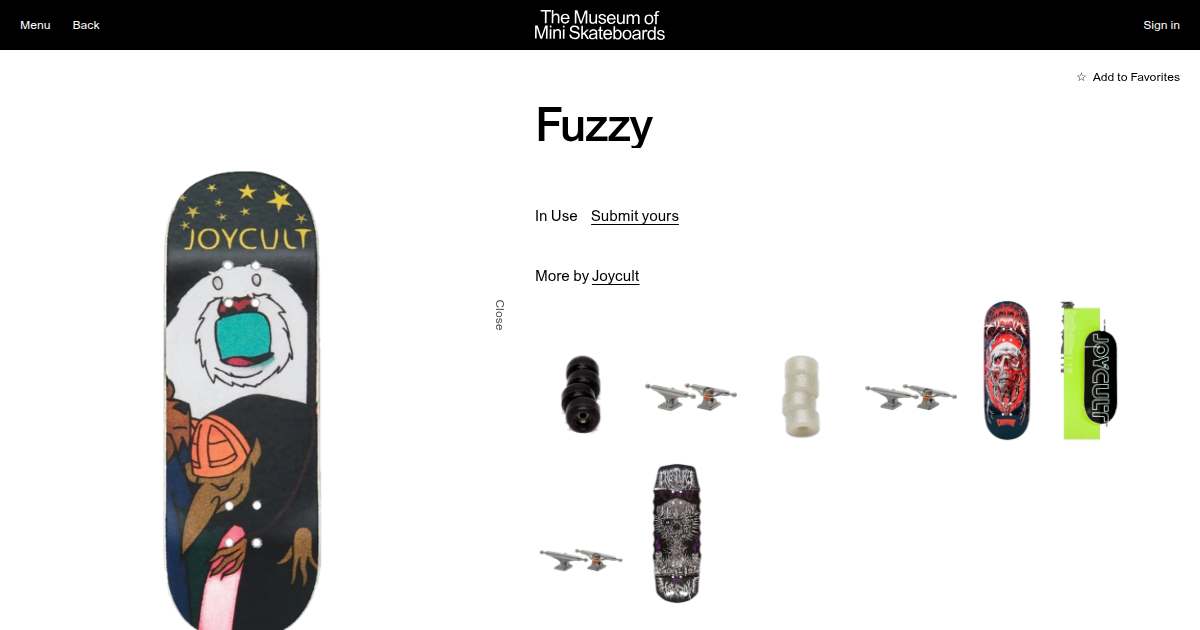 Menu
Back
The Museum of
Mini Skateboards
Sign in
☆ Add to Favorites
Fuzzy
In Use Submit yours
More by Joycult
Close
JOYCULT
JOYCULT
CREATURE